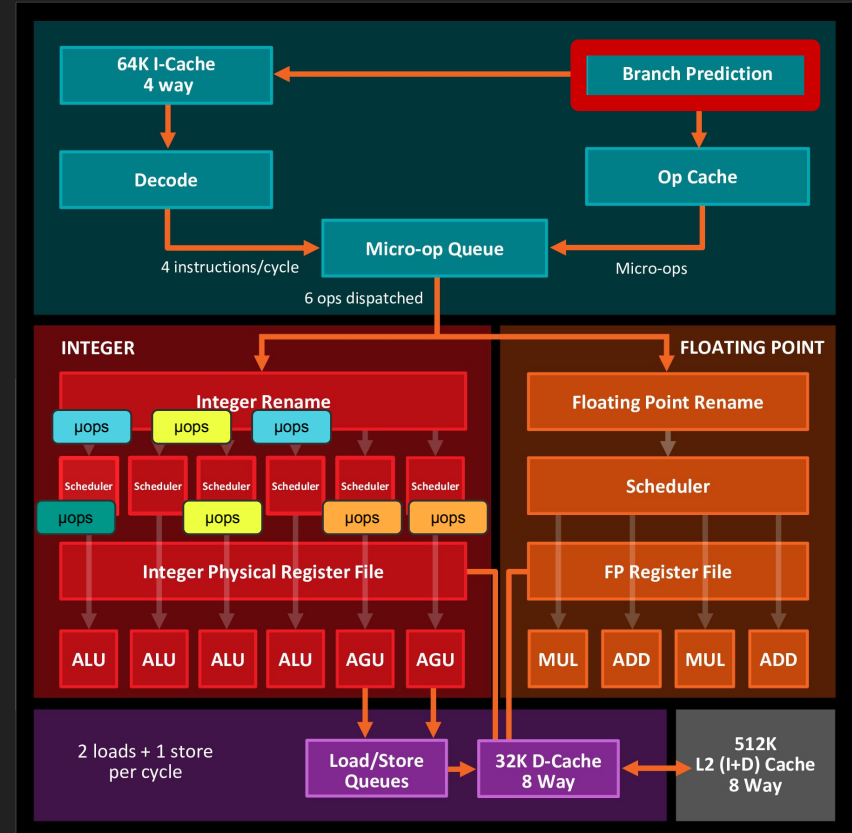 64K I-Cache
4 way
Branch Prediction
Decode
Op Cache
Micro-op Queue
4 instructions/cycle
Micro-ops
6 ops dispatched
INTEGER
FLOATING POINT
Integer Rename
Floating Point Rename
µops
µops
µops
Scheduler
Scheduler
Scheduler
Scheduler
Scheduler
Scheduler
Scheduler
µops
µops
µops
µops
Integer Physical Register File
FP Register File
ALU
ALU
ALU
ALU
AGU
AGU
MUL
ADD
MUL
ADD
2 loads + 1 store
per cycle
Load/Store
Queues
32K D-Cache
8 Way
512K
L2 (I+D) Cache
8 Way